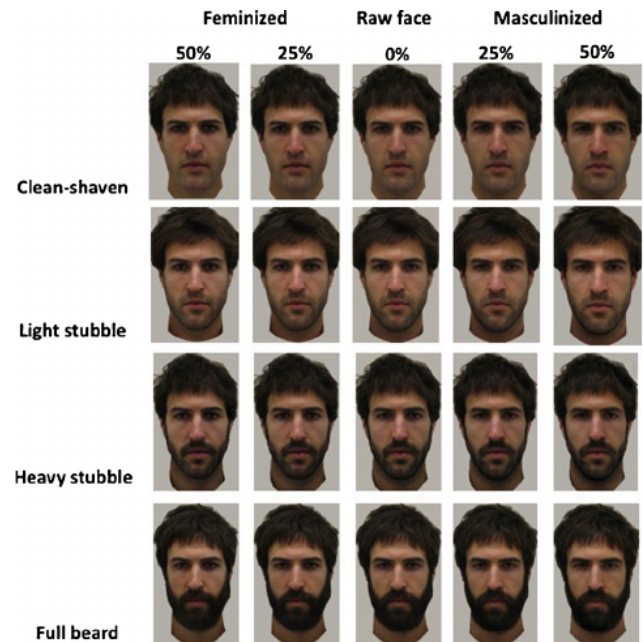 Feminized Raw face Masculinized
50% 25% 0% 25% 50%
Clean-shaven
Light stubble
Heavy stubble
Full beard